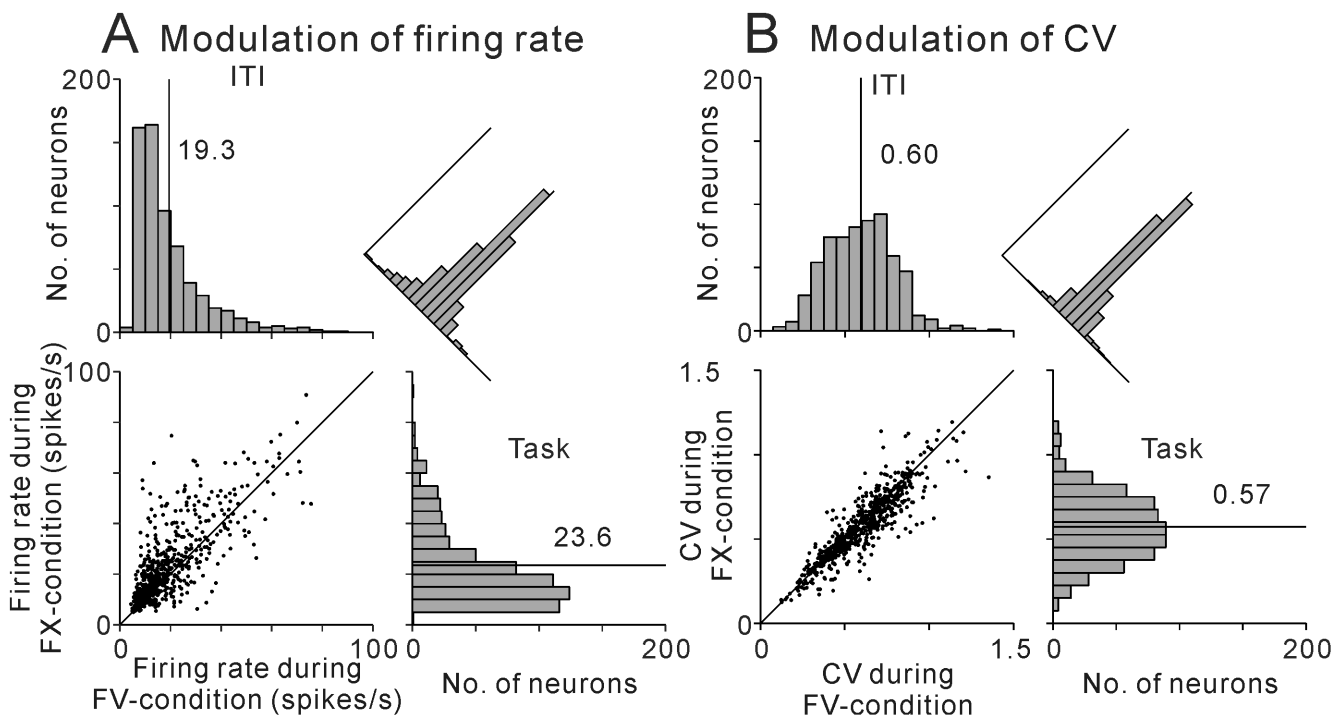 A Modulation of firing rate
ITI
200
19.3
No. of neurons
0
100
Firing rate during
FX-condition (spikes/s)
0
0
100
Firing rate during
FV-condition (spikes/s)
Task
23.6
0
200
No. of neurons
B Modulation of CV
ITI
200
0.60
No. of neurons
0
1.5
CV during
FX-condition
0
0
1.5
CV during
FV-condition
Task
0.57
0
200
No. of neurons